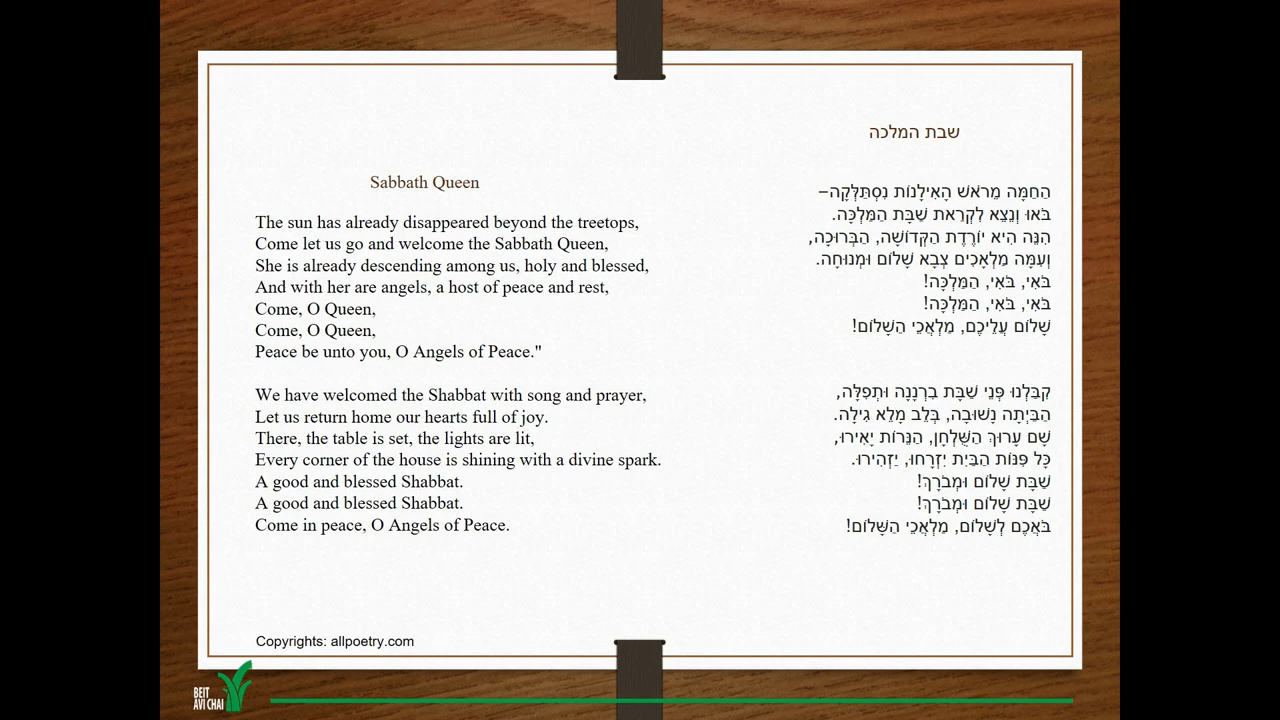 שבת המלכה
הַחַמָּה מֵרֹאשׁ הָאִילָנוֹת נִסְתַּלְּקָה–
בֹּאוּ וְנֵצֵא לִקְרַאת שַׁבָּת הַמַּלְכָּה.
הִנֵּה הִיא יוֹרֶדֶת הַקְּדוֹשָׁה, הַבְּרוּכָה,
וְעִמָּהּ מַלְאָכִים צְבָא שָׁלוֹם וּמְנוּחָה.
בֹּאִי, בֹּאִי, הַמַּלְכָּה!
בֹּאִי, בֹּאִי, הַמַּלְכָּה!
שָׁלוֹם עֲלֵיכֶם, מַלְאֲכֵי הַשָּׁלוֹם!
קִבַּלְנוּ פְּנֵי שַׁבָּת בִּרְנָנָה וּתְפִלָּה,
הַבַּיְתָה נָשׁוּבָה, בְּלֵב מָלֵא גִילָה.
שָׁם עָרוּךְ הַשֻּׁלְחָן, הַנֵּרוֹת יָאִירוּ,
כָּל פִּנּוֹת הַבַּיִת יִזְרָחוּ, יַזְהִירוּ.
שַׁבָּת שָׁלוֹם וּמְבֹרָךְ!
שַׁבָּת שָׁלוֹם וּמְבֹרָךְ!
בֹּאֲכֶם לְשָׁלוֹם, מַלְאֲכֵי הַשָּׁלוֹם!
Sabbath Queen
The sun has already disappeared beyond the treetops,
Come let us go and welcome the Sabbath Queen,
She is already descending among us, holy and blessed,
And with her are angels, a host of peace and rest,
Come, O Queen,
Come, O Queen,
Peace be unto you, O Angels of Peace."
We have welcomed the Shabbat with song and prayer,
Let us return home our hearts full of joy.
There, the table is set, the lights are lit,
Every corner of the house is shining with a divine spark.
A good and blessed Shabbat.
A good and blessed Shabbat.
Come in peace, O Angels of Peace.
Copyrights: allpoetry.com
BEIT
AVI CHAI